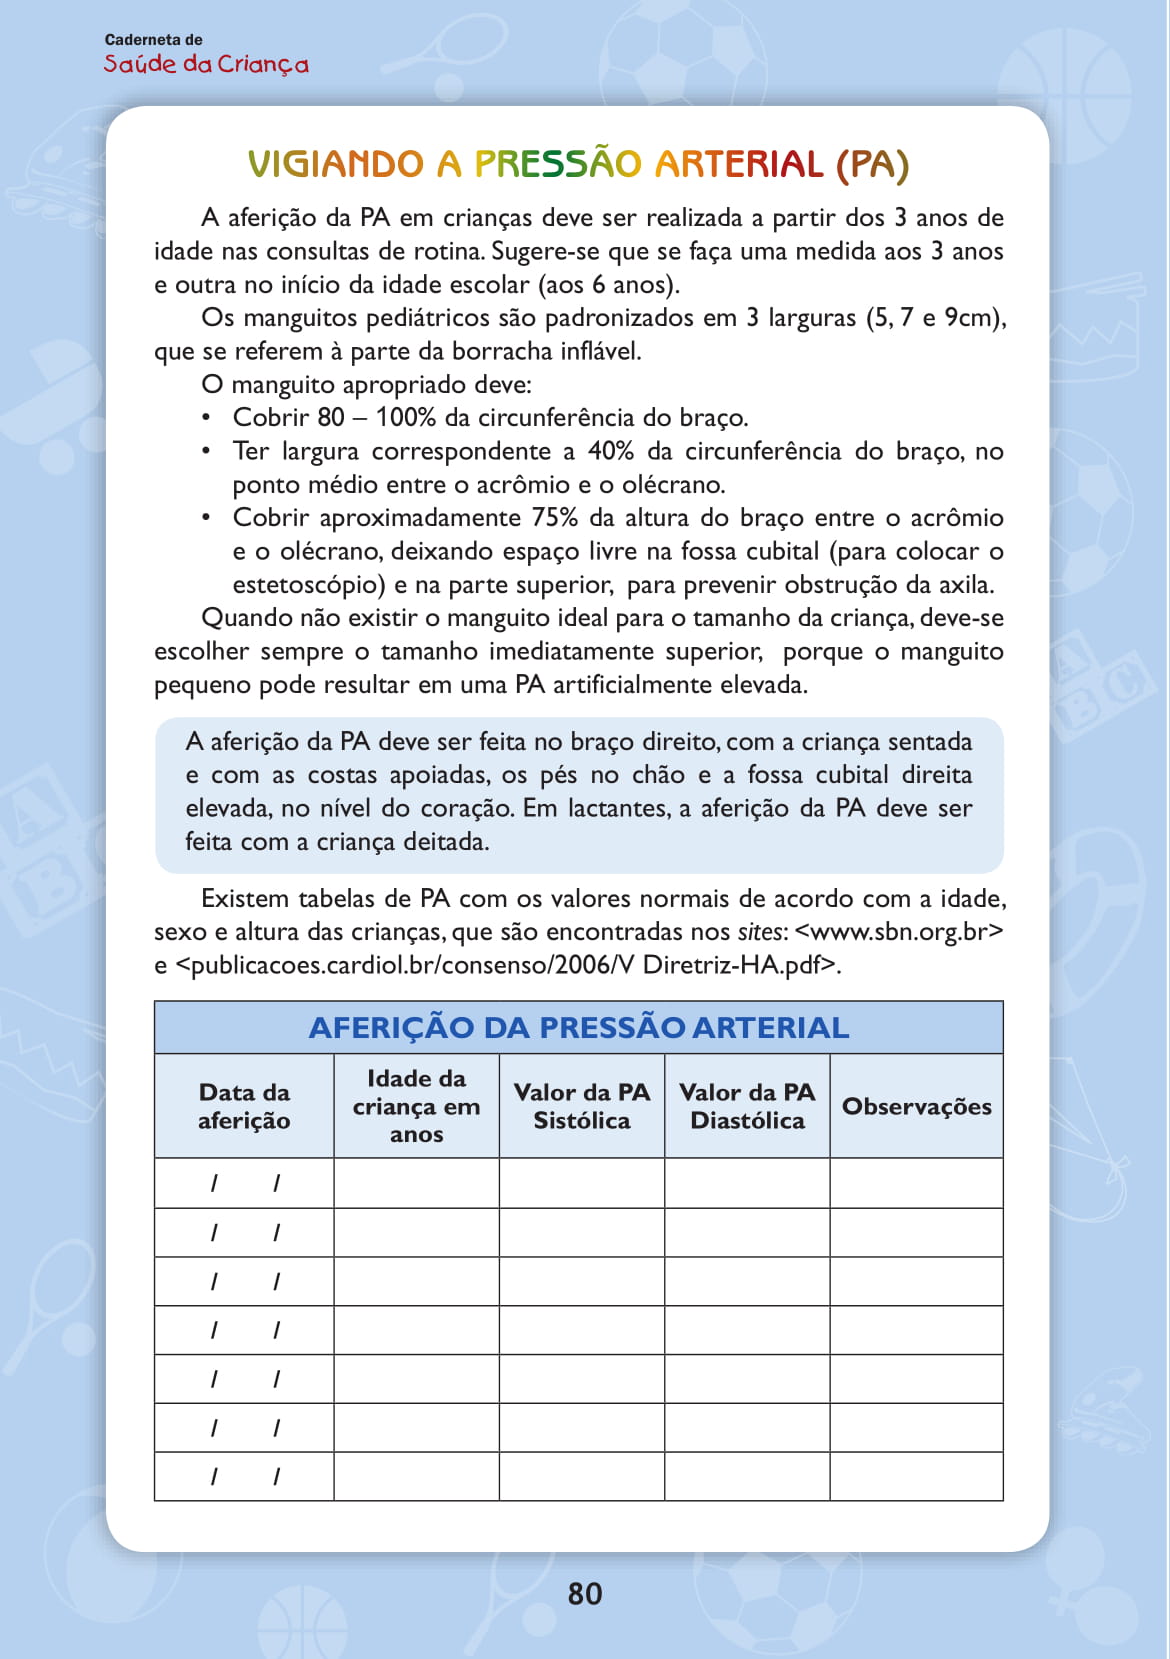 Caderneta de
Saúde da Criança
VIGIANDO A PRESSÃO ARTERIAL (PA)
A aferição da PA em crianças deve ser realizada a partir dos 3 anos de
idade nas consultas de rotina. Sugere-se que se faça uma medida aos 3 anos
e outra no início da idade escolar (aos 6 anos).
Os manguitos pediátricos são padronizados em 3 larguras (5, 7 e 9cm),
que se referem à parte da borracha inflável.
O manguito apropriado deve:
• Cobrir 80 – 100% da circunferência do braço.
• Ter largura correspondente a 40% da circunferência do braço, no
ponto médio entre o acrômio e o olécrano.
• Cobrir aproximadamente 75% da altura do braço entre o acrômio
e o olécrano, deixando espaço livre na fossa cubital (para colocar o
estetoscópio) e na parte superior, para prevenir obstrução da axila.
Quando não existir o manguito ideal para o tamanho da criança, deve-se
escolher sempre o tamanho imediatamente superior, porque o manguito
pequeno pode resultar em uma PA artificialmente elevada.
A aferição da PA deve ser feita no braço direito, com a criança sentada
e com as costas apoiadas, os pés no chão e a fossa cubital direita
elevada, no nível do coração. Em lactantes, a aferição da PA deve ser
feita com a criança deitada.
Existem tabelas de PA com os valores normais de acordo com a idade,
sexo e altura das crianças, que são encontradas nos sites: <www.sbn.org.br>
e <publicacoes.cardiol.br/consenso/2006/V Diretriz-HA.pdf>.
AFERIÇÃO DA PRESSÃO ARTERIAL
Data da
aferição
Idade da
criança em
anos
Valor da PA
Sistólica
Valor da PA
Diastólica
Observações
/ /
/ /
/ /
/ /
/ /
/ /
/ /
A
B
C
A
B
C
80